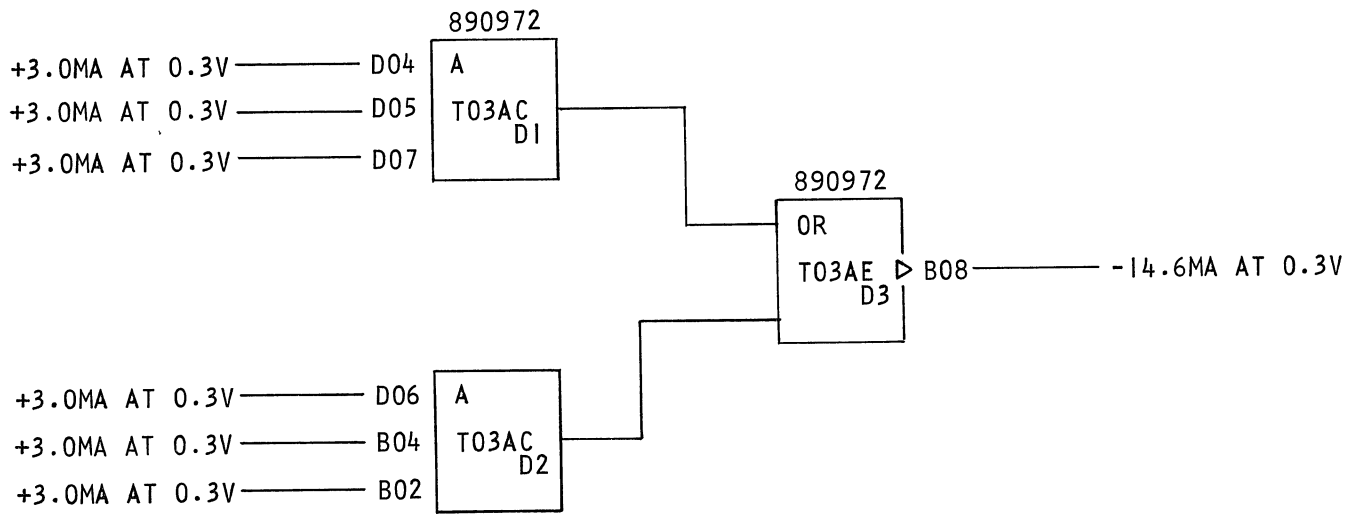 890972
+3.0MA AT 0.3V D04 A
+3.0MA AT 0.3V D05 T03AC
D1
+3.0MA AT 0.3V D07
890972
OR
T03AE B08 -14.6MA AT 0.3V
D3
+3.0MA AT 0.3V D06 A
+3.0MA AT 0.3V B04 T03AC
D2
+3.0MA AT 0.3V B02